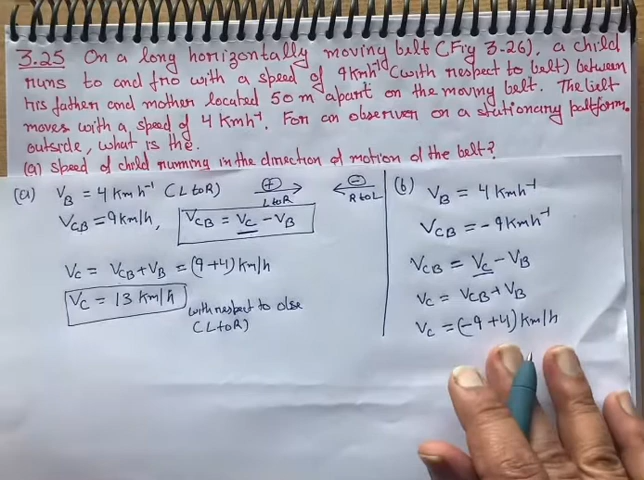 3.25 On a long horizontally moving belt (Fig 3.26), a child
runs to and fro with a speed of 9 kmh⁻¹ (with respect to belt) between
his father and mother located 50 m apart on the moving belt. The belt
moves with a speed of 4 kmh⁻¹. For an observer on a stationary paltform.
outside, what is the.
(a) speed of child running in the direction of motion of the belt?
(a) V_B = 4 Km h⁻¹ (L to R)
⊕ L to R
⊖ R to L
V_CB = 9 km/h, V_CB = V_C - V_B
V_C = V_CB + V_B = (9+4) K/h
V_C = 13 Km/h with respect to obse
(L to R)
(b) V_B = 4 kmh⁻¹
V_CB = -9 kmh⁻¹
V_CB = V_C - V_B
V_C = V_CB + V_B
V_C = (-9+4) Km/h